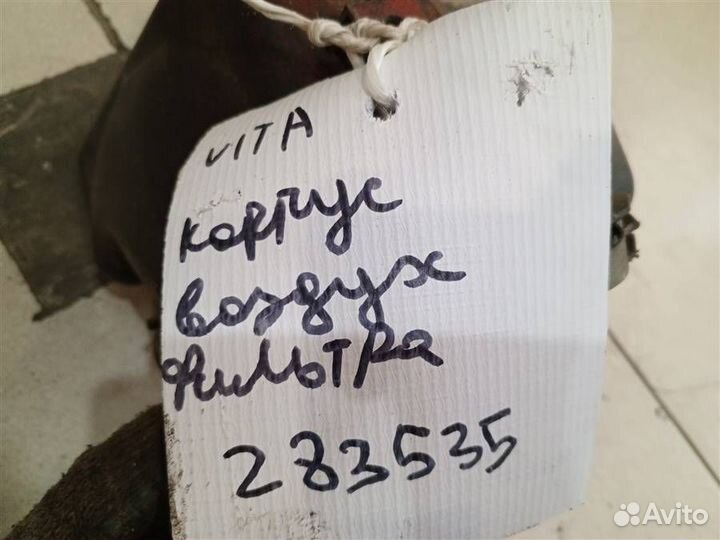 VITA
корпус
воздух
фильтра
283535
Avito